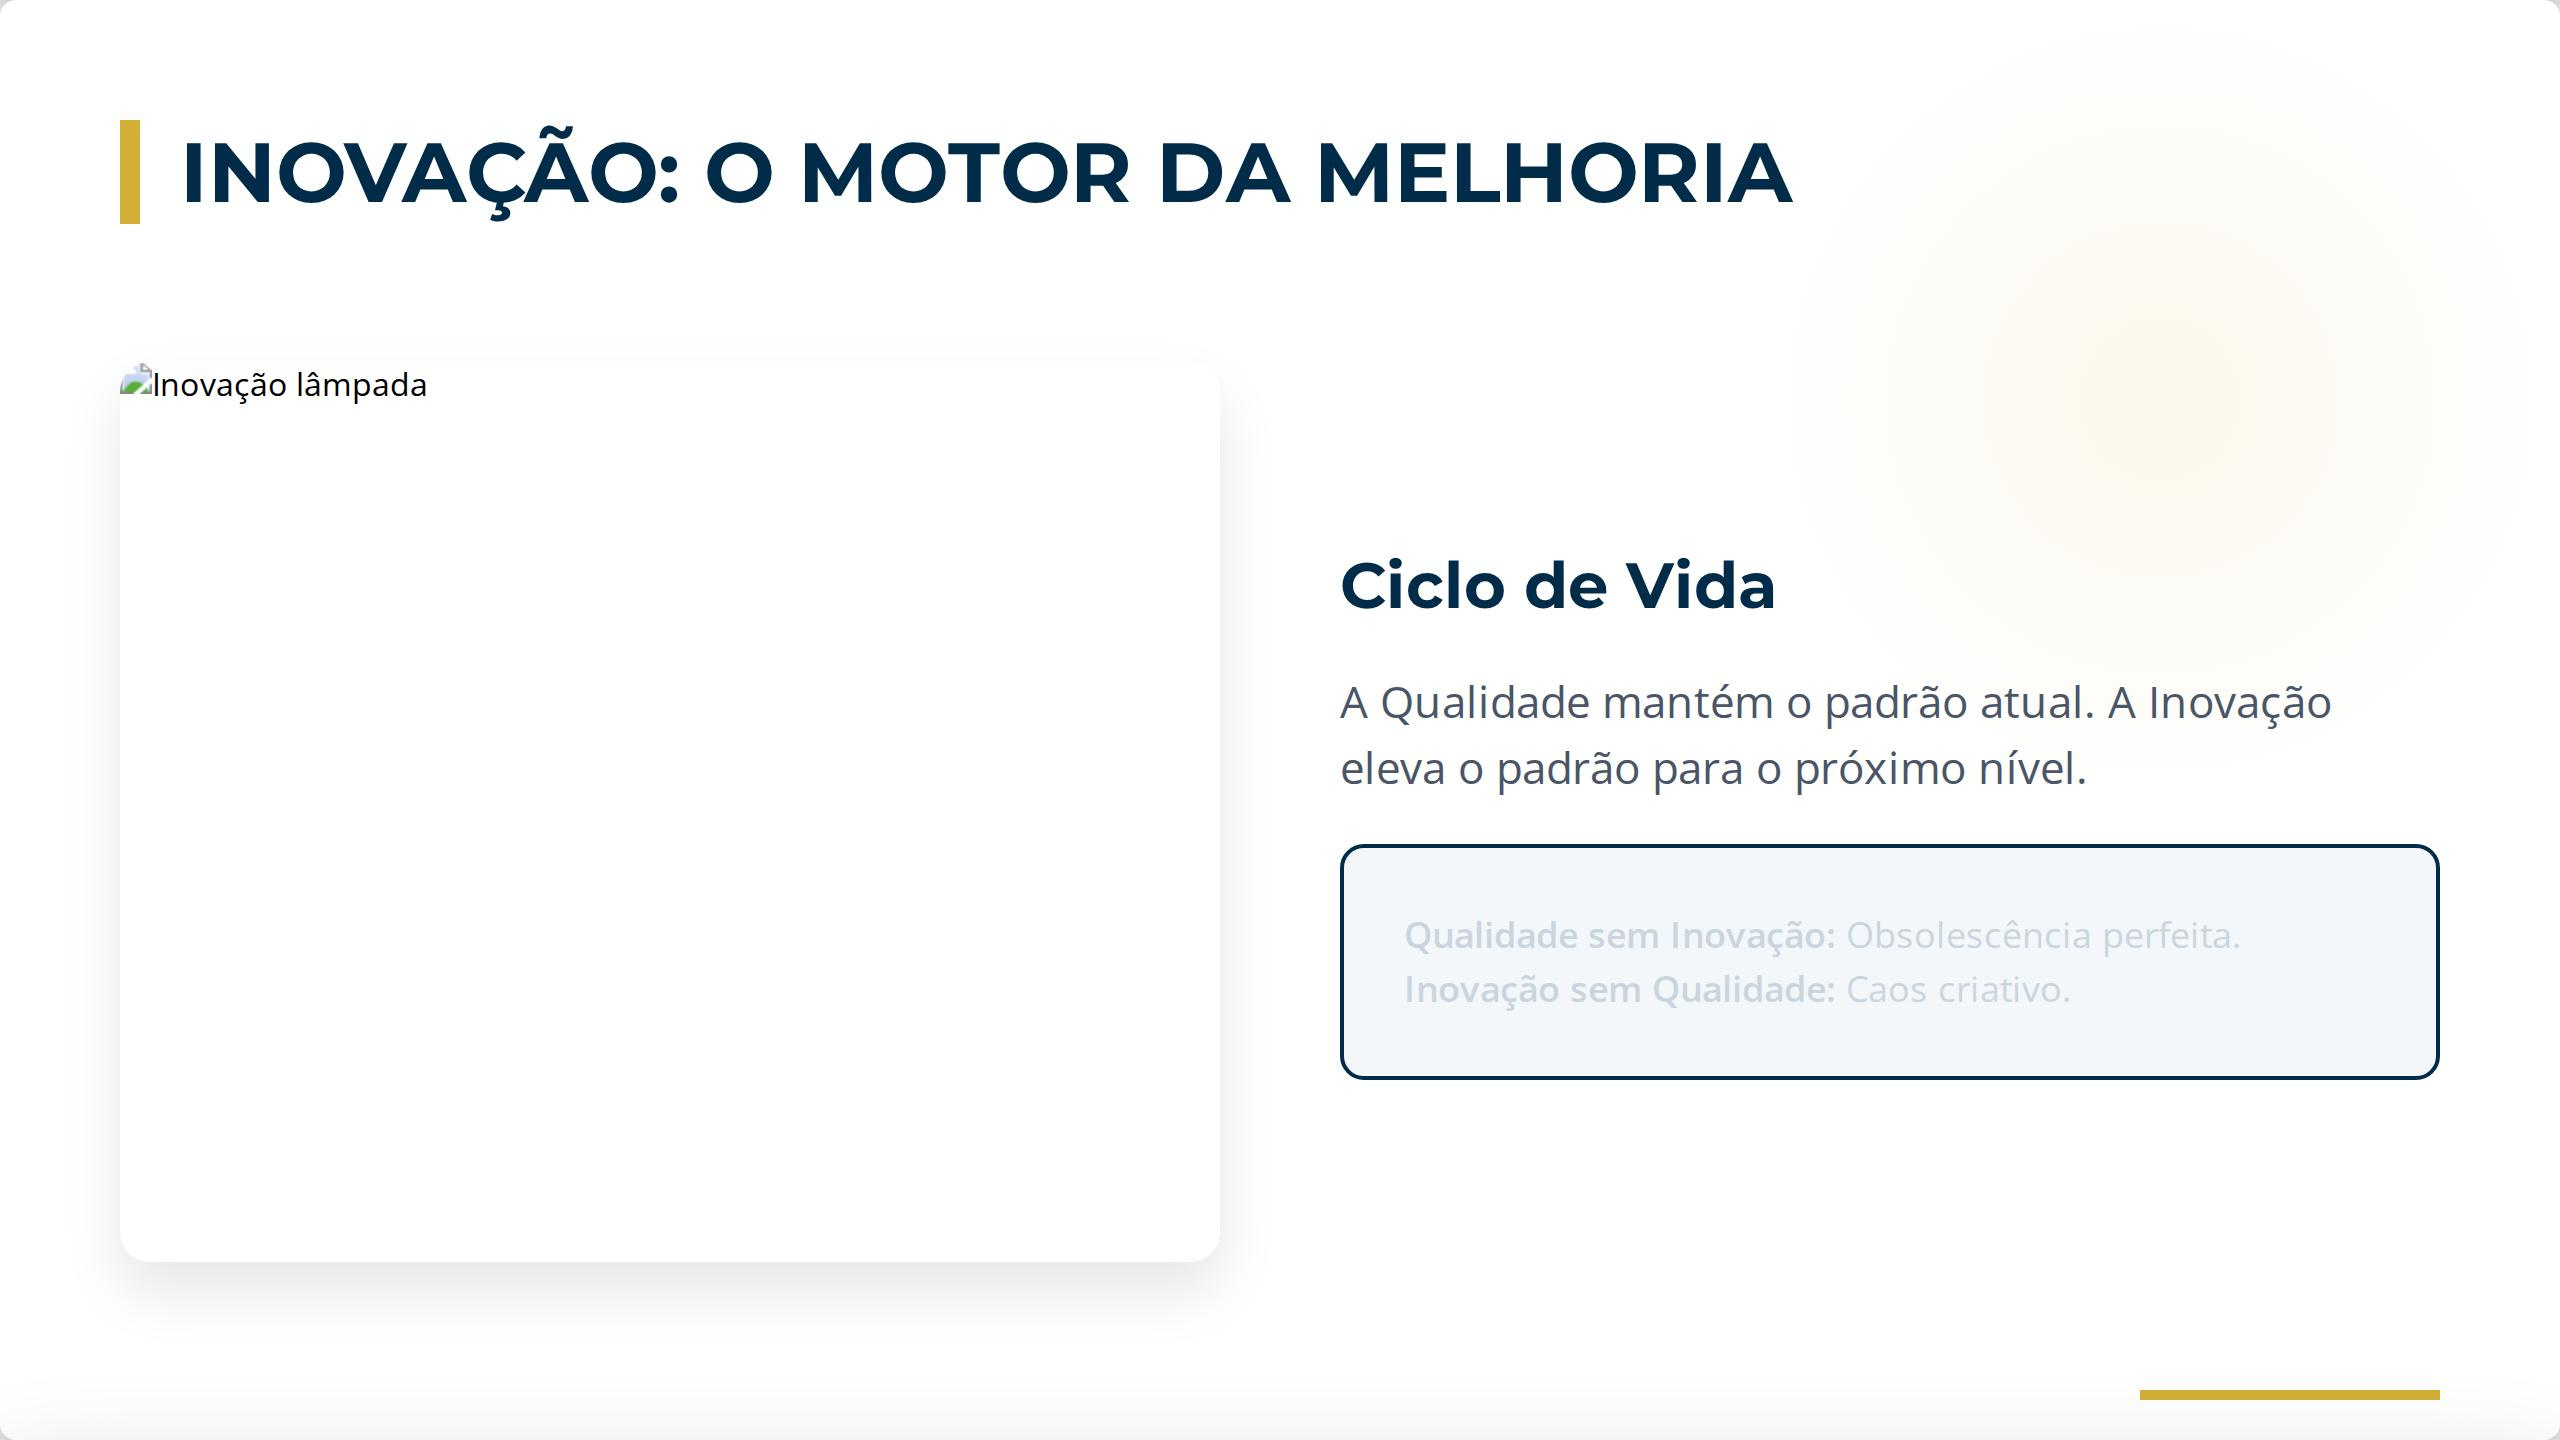 INOVAÇÃO: O MOTOR DA MELHORIA
Inovação lâmpada
Ciclo de Vida
A Qualidade mantém o padrão atual. A Inovação
eleva o padrão para o próximo nível.
Qualidade sem Inovação: Obsolescência perfeita.
Inovação sem Qualidade: Caos criativo.